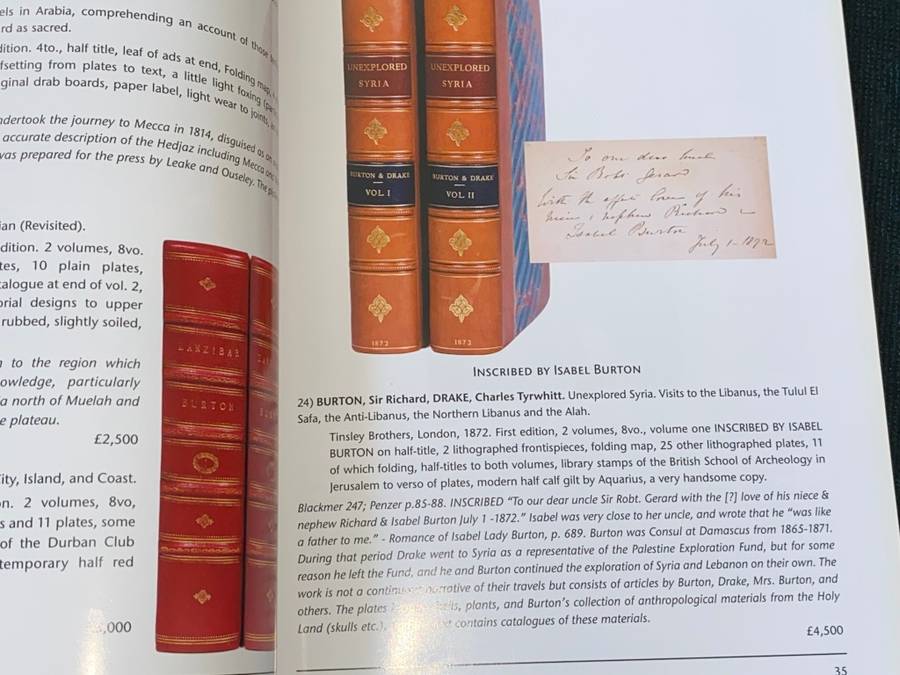 els in Arabia, comprehending an account of those
rd as sacred.
dition. 4to., half title, leaf of ads at end, Folding map,
fsetting from plates to text, a little light foxing
ginal drab boards, paper label, light wear to joints,
ndertook the journey to Mecca in 1814, disguised as
accurate description of the Hedjaz including Mecca
was prepared for the press by Leake and Ouseley. The
ian (Revisited).
dition. 2 volumes, 8vo.
tes, 10 plain plates,
talogue at end of vol. 2,
orial designs to upper
rubbed, slightly soiled,
n to the region which
owledge, particularly
a north of Muelah and
e plateau.
£2,500
ity, Island, and Coast.
on. 2 volumes, 8vo,
s and 11 plates, some
of the Durban Club
temporary half red
,000
ZANZIBAR
BURTON
UNEXPLORED
SYRIA
BURTON & DRAKE
VOL I
1872
UNEXPLORED
SYRIA
BURTON & DRAKE
VOL II
1872
To our dear uncle
Sir Robt. Gerard
With the love of his
niece & nephew Richard &
Isabel Burton
July 1 - 1872
INSCRIBED BY ISABEL BURTON
24) BURTON, Sir Richard, DRAKE, Charles Tyrwhitt. Unexplored Syria. Visits to the Libanus, the Tulul El
Safa, the Anti-Libanus, the Northern Libanus and the Alah.
Tinsley Brothers, London, 1872. First edition, 2 volumes, 8vo., volume one INSCRIBED BY ISABEL
BURTON on half-title, 2 lithographed frontispieces, folding map, 25 other lithographed plates, 11
of which folding, half-titles to both volumes, library stamps of the British School of Archeology in
Jerusalem to verso of plates, modern half calf gilt by Aquarius, a very handsome copy.
Blackmer 247; Penzer p.85-88. INSCRIBED “To our dear uncle Sir Robt. Gerard with the [?] love of his niece &
nephew Richard & Isabel Burton July 1 -1872.” Isabel was very close to her uncle, and wrote that he “was like
a father to me.” - Romance of Isabel Lady Burton, p. 689. Burton was Consul at Damascus from 1865-1871.
During that period Drake went to Syria as a representative of the Palestine Exploration Fund, but for some
reason he left the Fund, and he and Burton continued the exploration of Syria and Lebanon on their own. The
work is not a continuous narrative of their travels but consists of articles by Burton, Drake, Mrs. Burton, and
others. The plates plants, and Burton's collection of anthropological materials from the Holy
Land (skulls etc.), contains catalogues of these materials.
£4,500
35